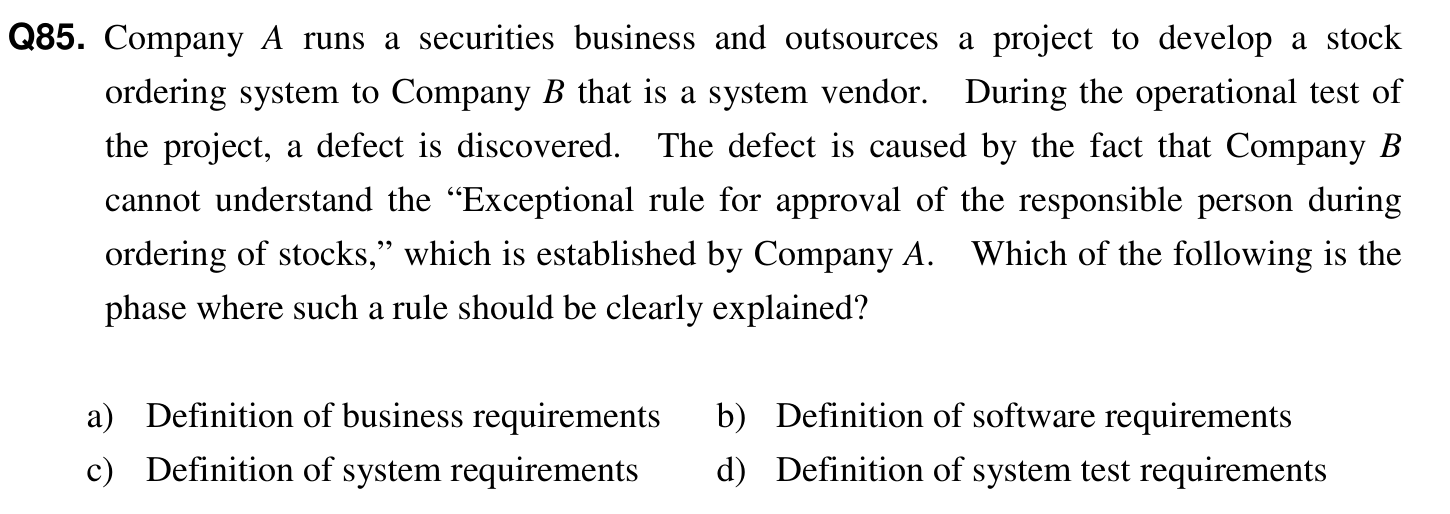 Q85. Company A runs a securities business and outsources a project to develop a stock
ordering system to Company B that is a system vendor. During the operational test of
the project, a defect is discovered. The defect is caused by the fact that Company B
cannot understand the “Exceptional rule for approval of the responsible person during
ordering of stocks,” which is established by Company A. Which of the following is the
phase where such a rule should be clearly explained?
a) Definition of business requirements b) Definition of software requirements
c) Definition of system requirements d) Definition of system test requirements